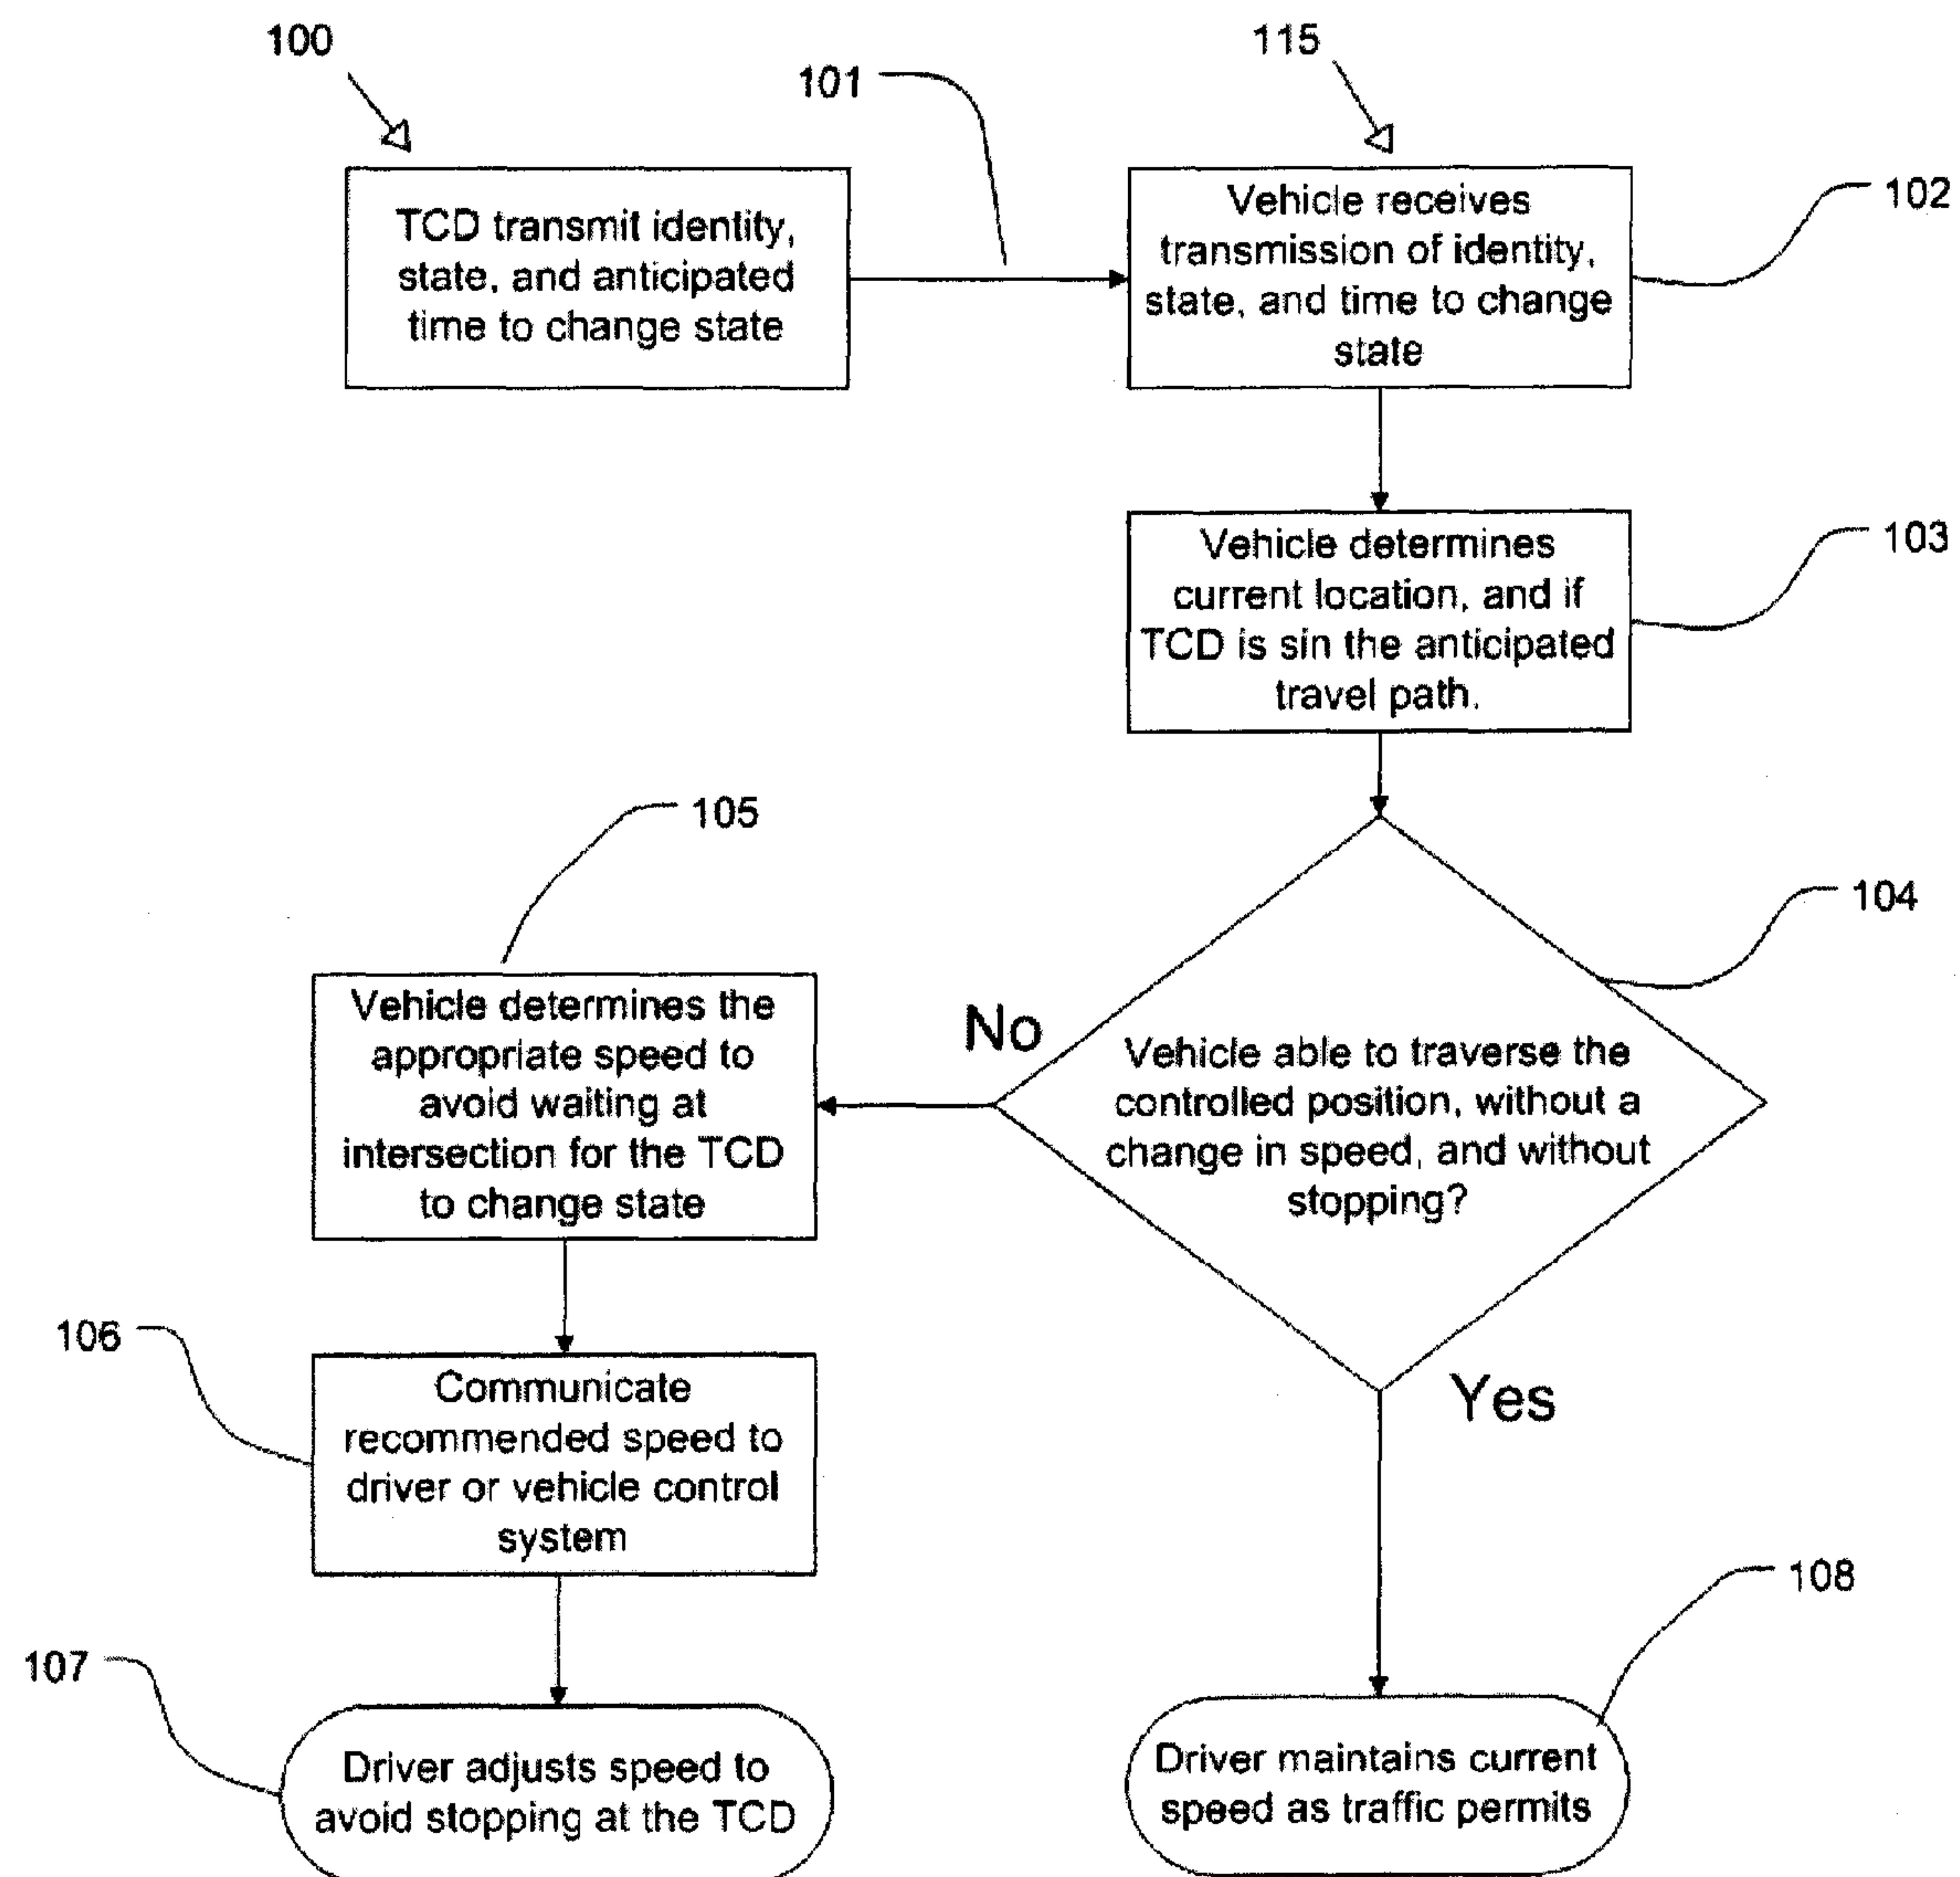 100
115
101
TCD transmit identity,
state, and anticipated
time to change state
Vehicle receives
transmission of identity,
state, and time to change
state
102
Vehicle determines
current location, and if
TCD is sin the anticipated
travel path.
103
105
104
Vehicle determines the
appropriate speed to
avoid waiting at
intersection for the TCD
to change state
No
Vehicle able to traverse the
controlled position, without a
change in speed, and without
stopping?
106
Communicate
recommended speed to
driver or vehicle control
system
Yes
108
107
Driver adjusts speed to
avoid stopping at the TCD
Driver maintains current
speed as traffic permits